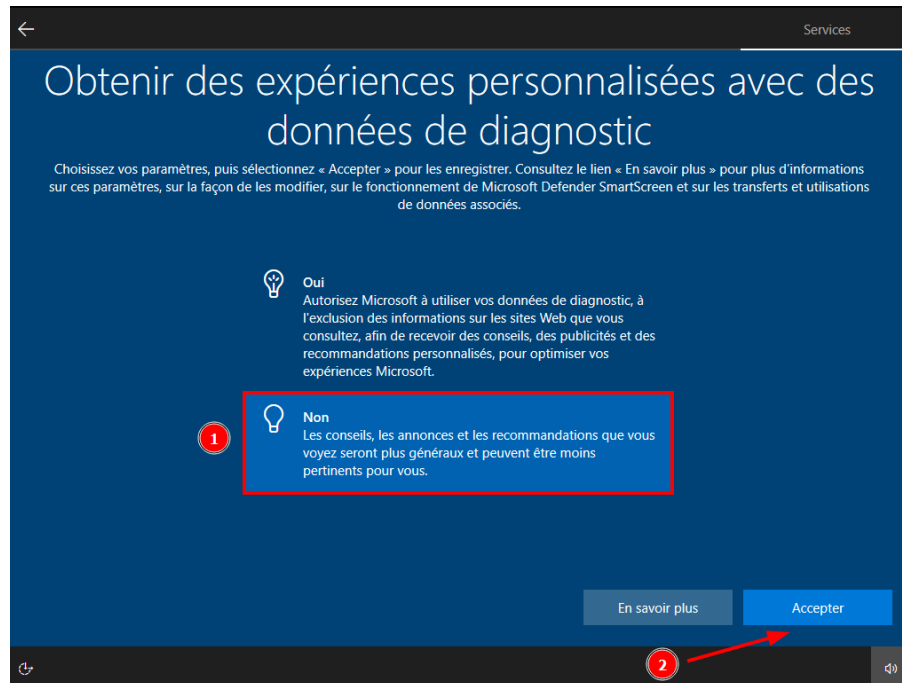 Services
Obtenir des expériences personnalisées avec des
données de diagnostic
Choisissez vos paramètres, puis sélectionnez « Accepter » pour les enregistrer. Consultez le lien « En savoir plus » pour plus d'informations
sur ces paramètres, sur la façon de les modifier, sur le fonctionnement de Microsoft Defender SmartScreen et sur les transferts et utilisations
de données associés.
Oui
Autorisez Microsoft à utiliser vos données de diagnostic, à
l'exclusion des informations sur les sites Web que vous
consultez, afin de recevoir des conseils, des publicités et des
recommandations personnalisés, pour optimiser vos
expériences Microsoft.
1
Non
Les conseils, les annonces et les recommandations que vous
voyez seront plus généraux et peuvent être moins
pertinents pour vous.
En savoir plus
Accepter
2